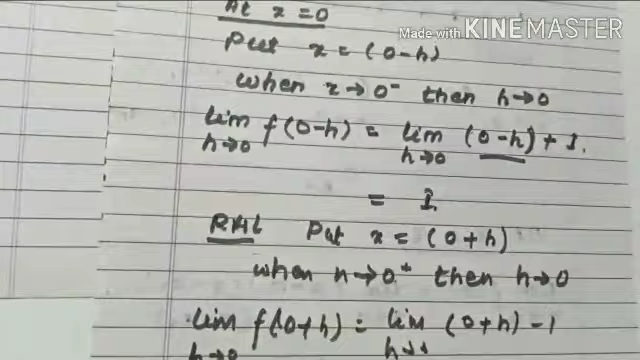 At x = 0
Made with KINEMASTER
Put x = (0-h)
when x → 0⁻ then h→0
lim f(0-h) = lim (0-h) + 1.
h→0 h→0
= 1.
RHL Put x = (0+h)
when x→0⁺ then h→0
lim f(0+h) = lim (0+h) - 1
h→0